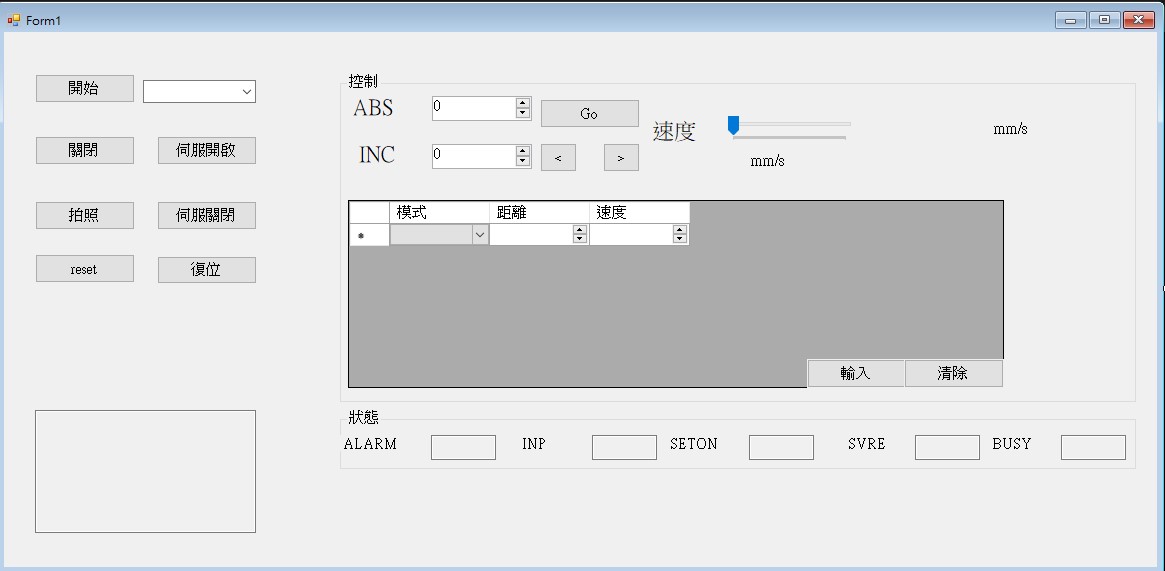 Form1
開始
關閉
伺服開啟
拍照
伺服關閉
reset
復位
控制
ABS
0
Go
INC
0
<
>
速度
mm/s
mm/s
模式
距離
速度
*
輸入
清除
狀態
ALARM
INP
SETON
SVRE
BUSY